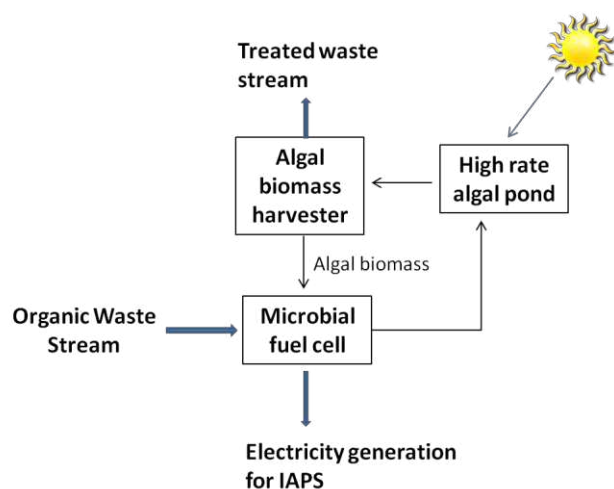 Treated waste
stream
Algal
biomass
harvester
High rate
algal pond
Algal biomass
Organic Waste
Stream
Microbial
fuel cell
Electricity generation
for IAPS